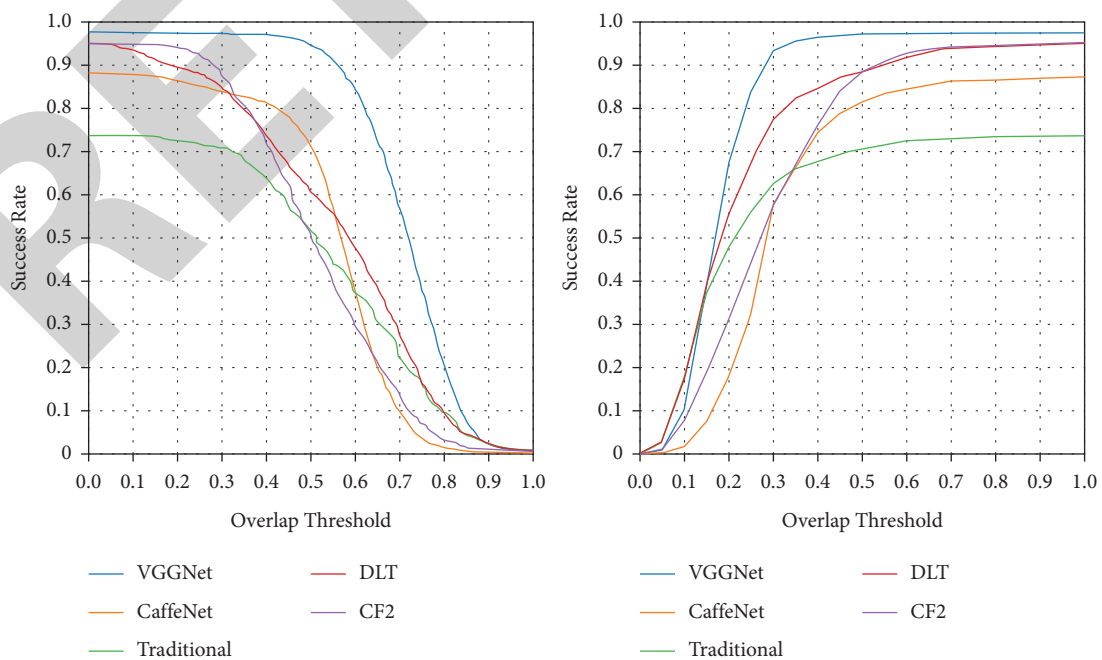 1.0
0.9
0.8
0.7
0.6
0.5
0.4
0.3
0.2
0.1
0
Success Rate
0.0 0.1 0.2 0.3 0.4 0.5 0.6 0.7 0.8 0.9 1.0
Overlap Threshold
VGGNet
CaffeNet
Traditional
DLT
CF2
1.0
0.9
0.8
0.7
0.6
0.5
0.4
0.3
0.2
0.1
0
Success Rate
0.0 0.1 0.2 0.3 0.4 0.5 0.6 0.7 0.8 0.9 1.0
Overlap Threshold
VGGNet
CaffeNet
Traditional
DLT
CF2